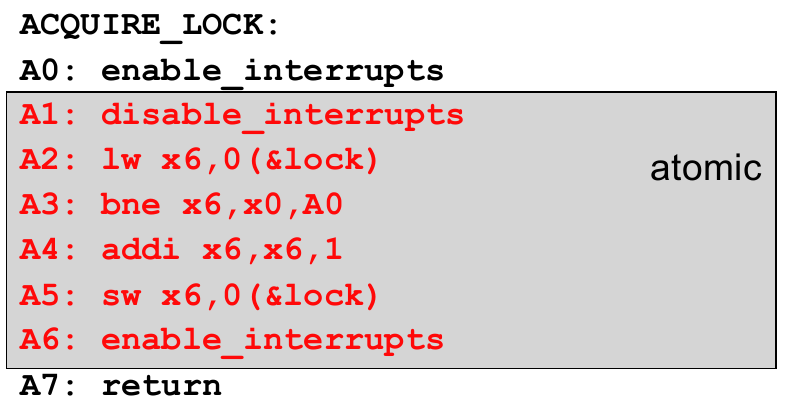 ACQUIRE_LOCK:
A0: enable_interrupts
A1: disable_interrupts
A2: lw x6,0(&lock)
atomic
A3: bne x6,x0,A0
A4: addi x6,x6,1
A5: sw x6,0(&lock)
A6: enable_interrupts
A7: return